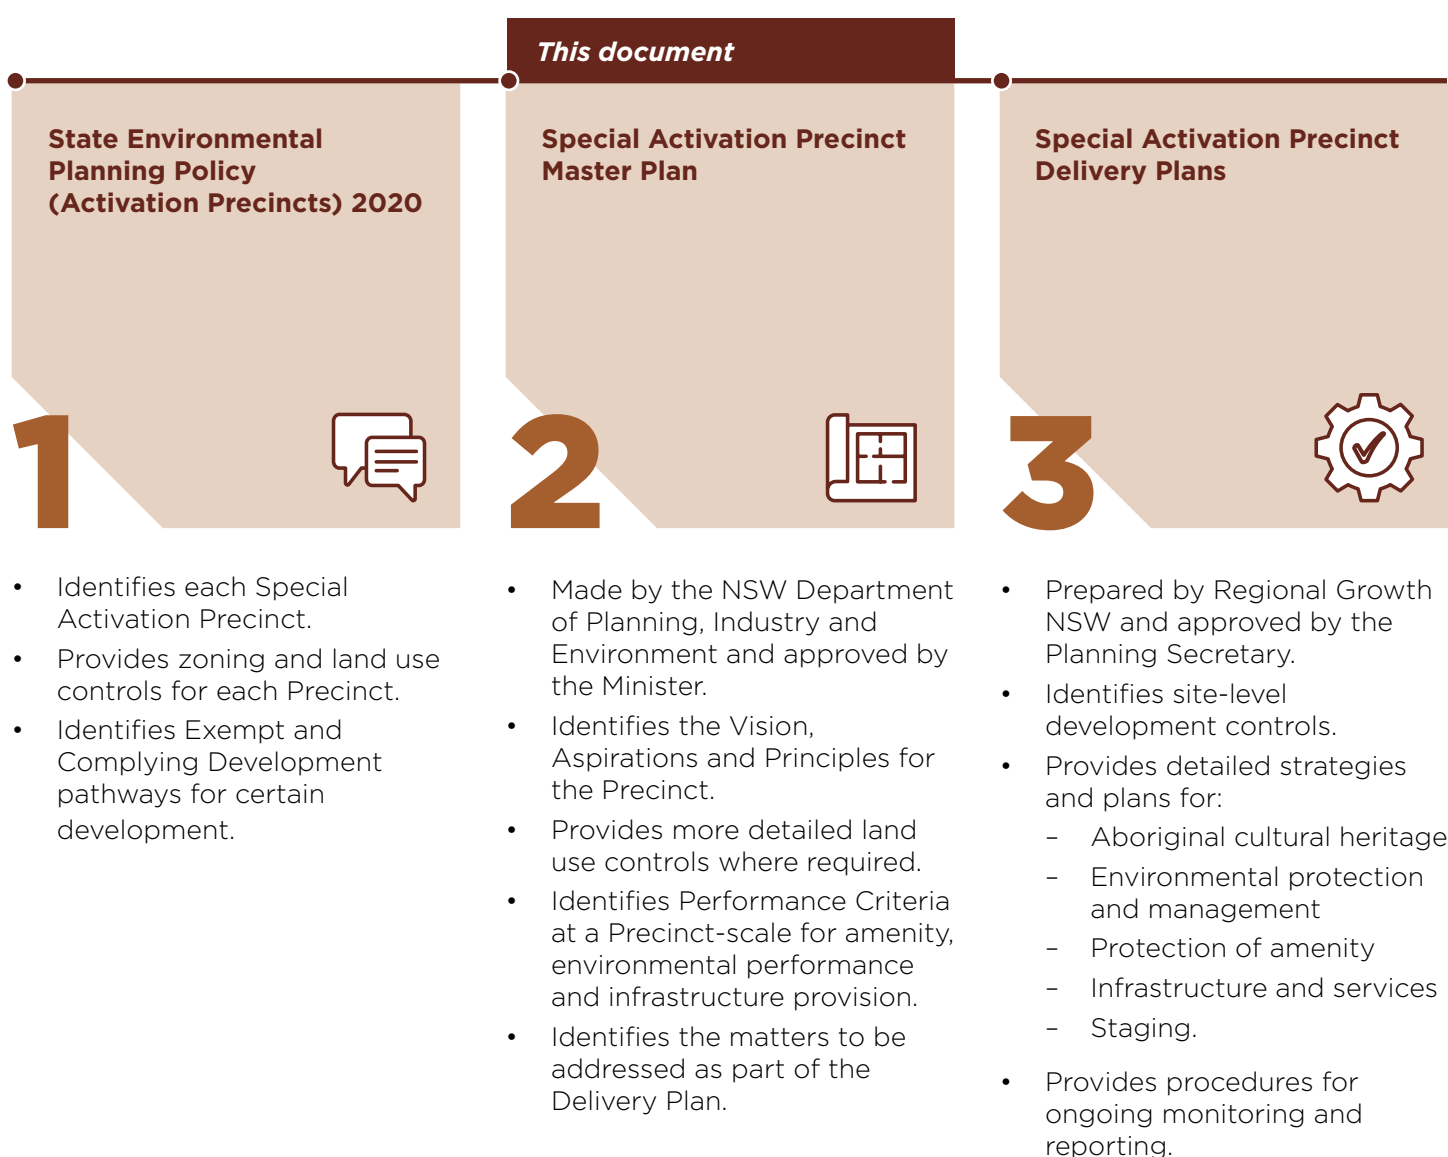 This document
State Environmental
Planning Policy
(Activation Precincts) 2020
1
• Identifies each Special
Activation Precinct.
• Provides zoning and land use
controls for each Precinct.
• Identifies Exempt and
Complying Development
pathways for certain
development.
Special Activation Precinct
Master Plan
2
• Made by the NSW Department
of Planning, Industry and
Environment and approved by
the Minister.
• Identifies the Vision,
Aspirations and Principles for
the Precinct.
• Provides more detailed land
use controls where required.
• Identifies Performance Criteria
at a Precinct-scale for amenity,
environmental performance
and infrastructure provision.
• Identifies the matters to be
addressed as part of the
Delivery Plan.
Special Activation Precinct
Delivery Plans
3
• Prepared by Regional Growth
NSW and approved by the
Planning Secretary.
• Identifies site-level
development controls.
• Provides detailed strategies
and plans for:
– Aboriginal cultural heritage
– Environmental protection
and management
– Protection of amenity
– Infrastructure and services
– Staging.
• Provides procedures for
ongoing monitoring and
reporting.